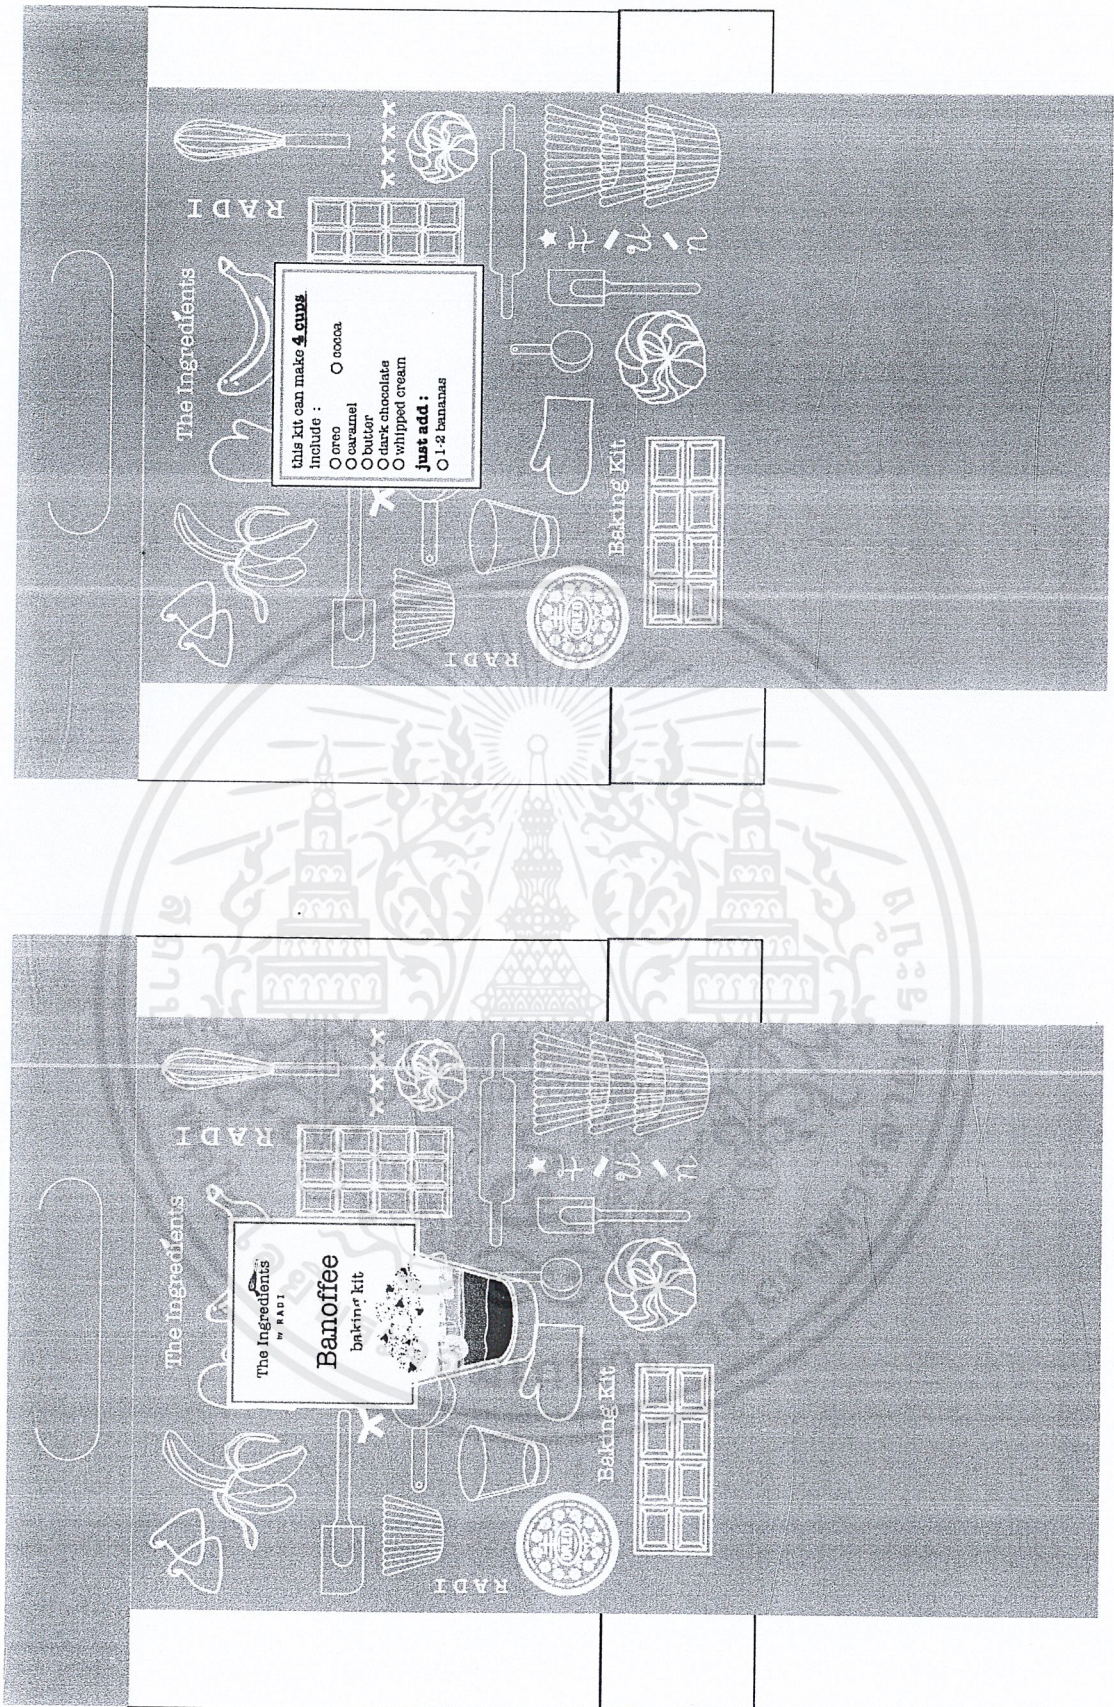 The Ingredients
RADI
The Ingredients
by RADI
Banoffee
baking kit
RADI
Baking Kit
The Ingredients
RADI
this kit can make 4 cups
include :
oreo
cocoa
caramel
butter
dark chocolate
whipped cream
just add :
1-2 bananas
RADI
Baking Kit